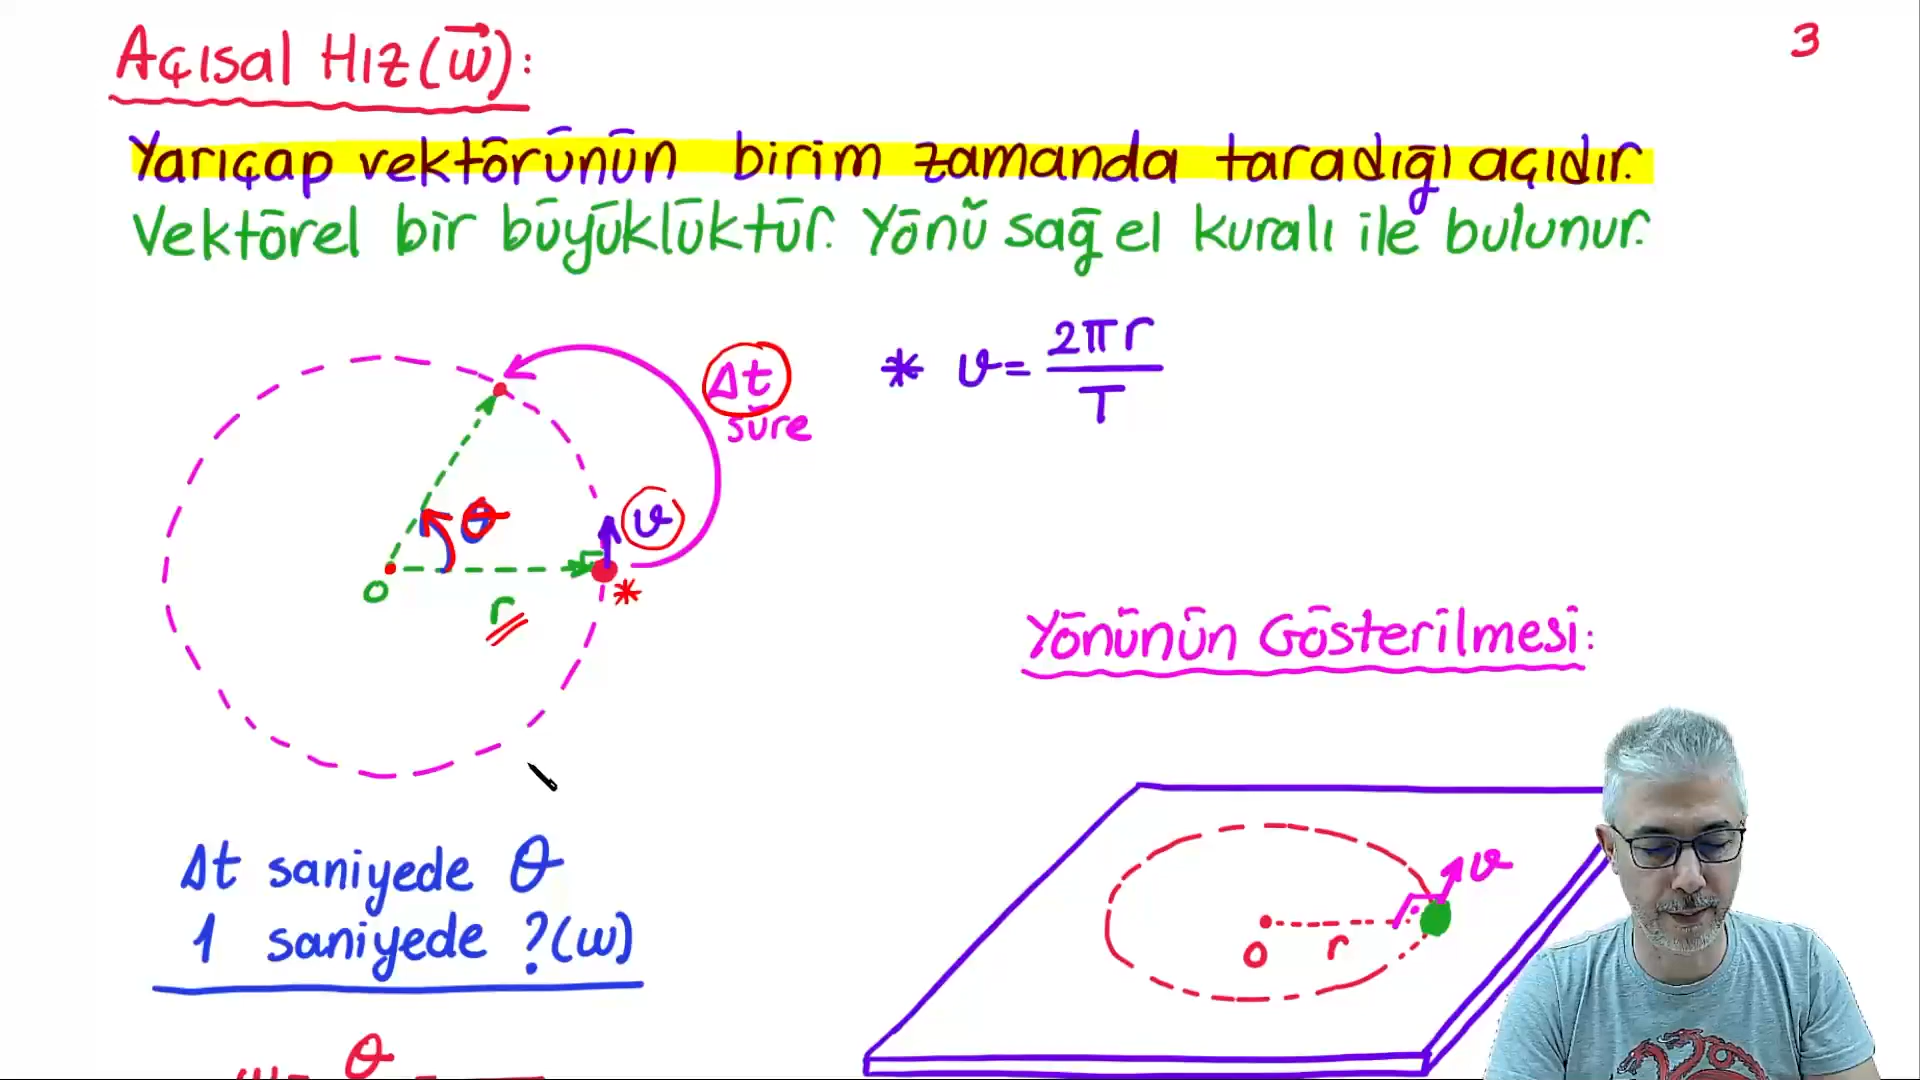 Açısal Hız (w⃗):
3
Yarıçap vektörünün birim zamanda taradığı açıdır.
Vektörel bir büyüklüktür. Yönü sağ el kuralı ile bulunur.
* υ = 2πr / T
Δt
süre
θ
υ
O
r
*
Yönünün Gösterilmesi:
Δt saniyede θ
1 saniyede ?(w)
υ
O
r
w = θ